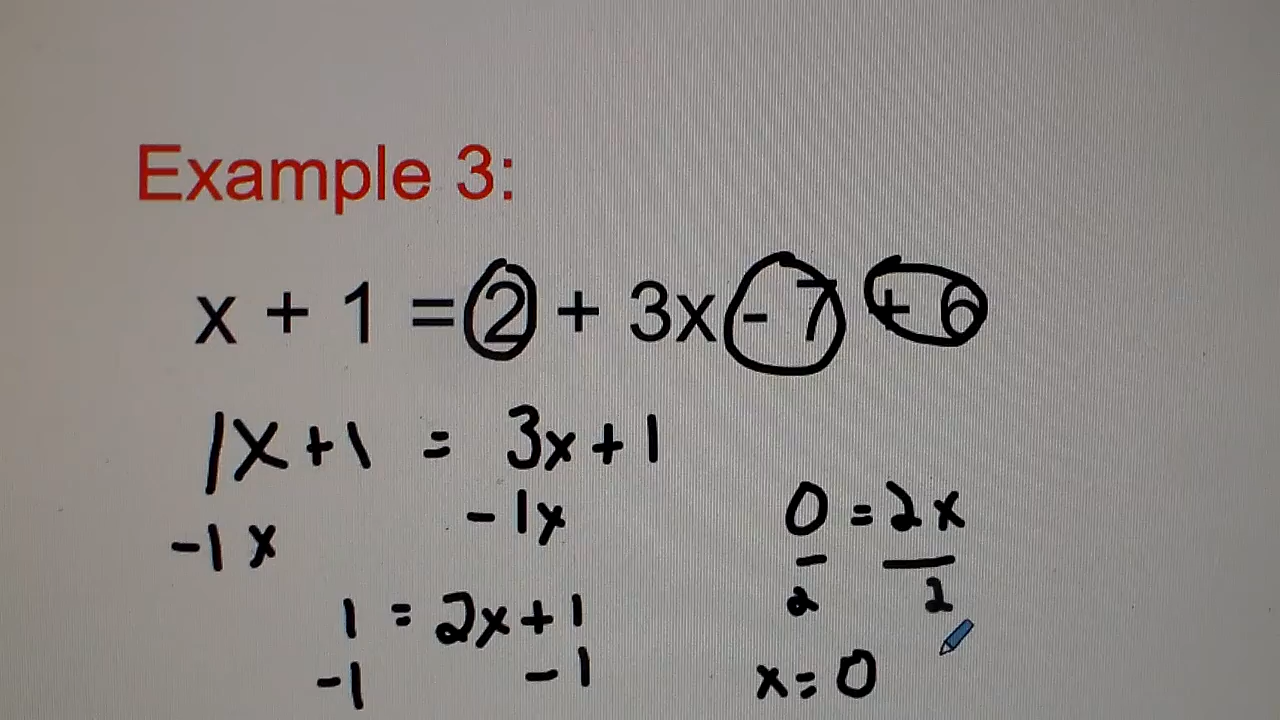 Example 3:
x + 1 = 2 + 3x - 7 + 6
1x + 1 = 3x + 1
-1x -1x
1 = 2x + 1
-1 -1
0 = 2x
2 2
x = 0